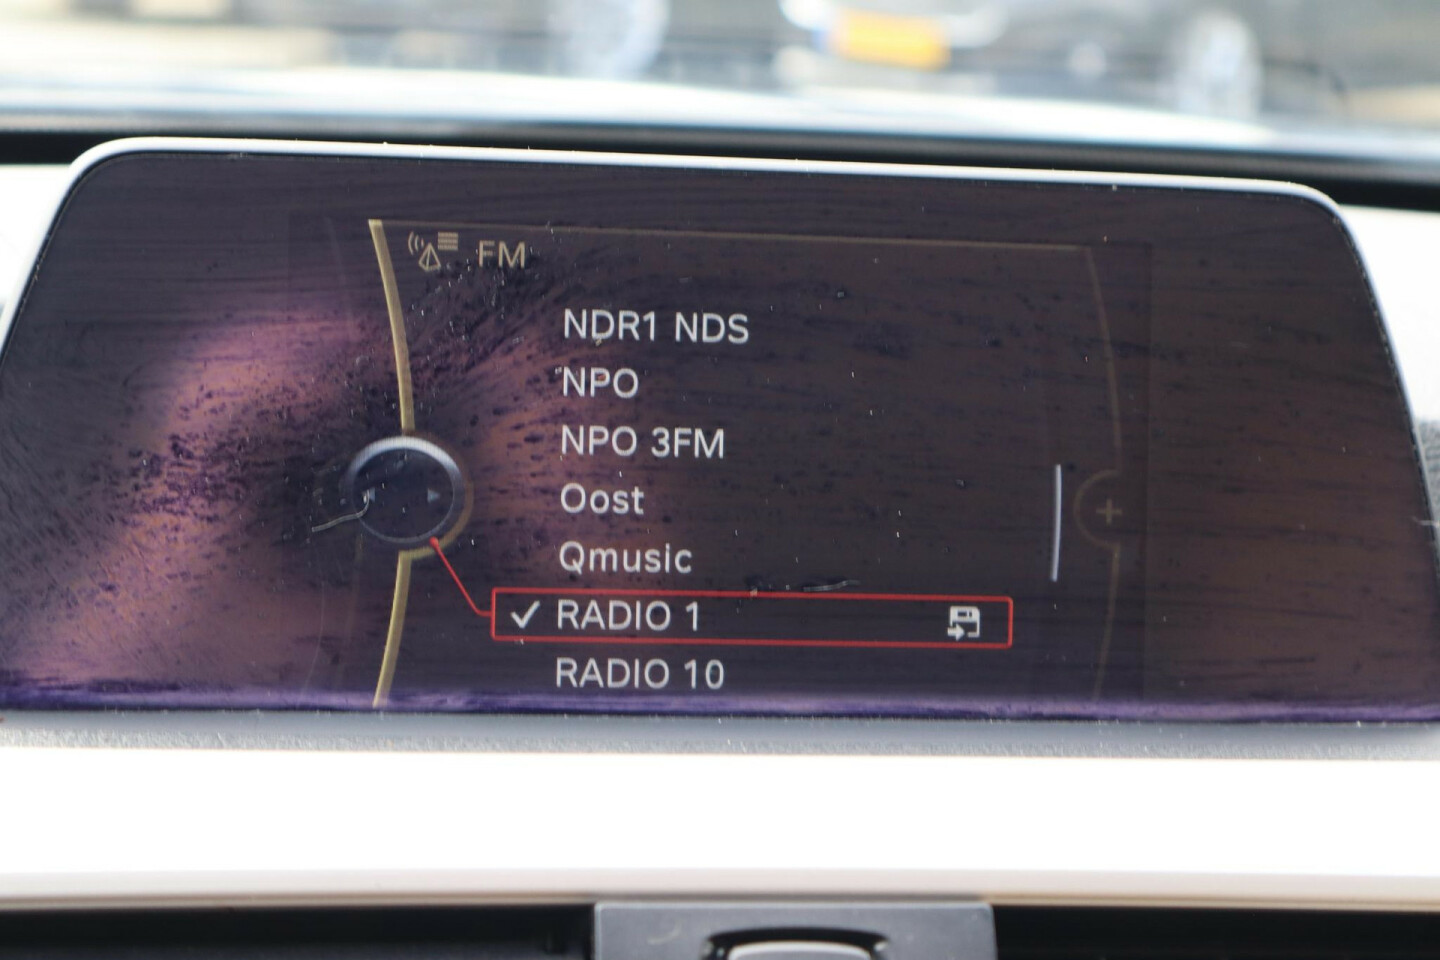 FM
NDR1 NDS
NPO
NPO 3FM
Oost
Qmusic
RADIO 1
RADIO 10